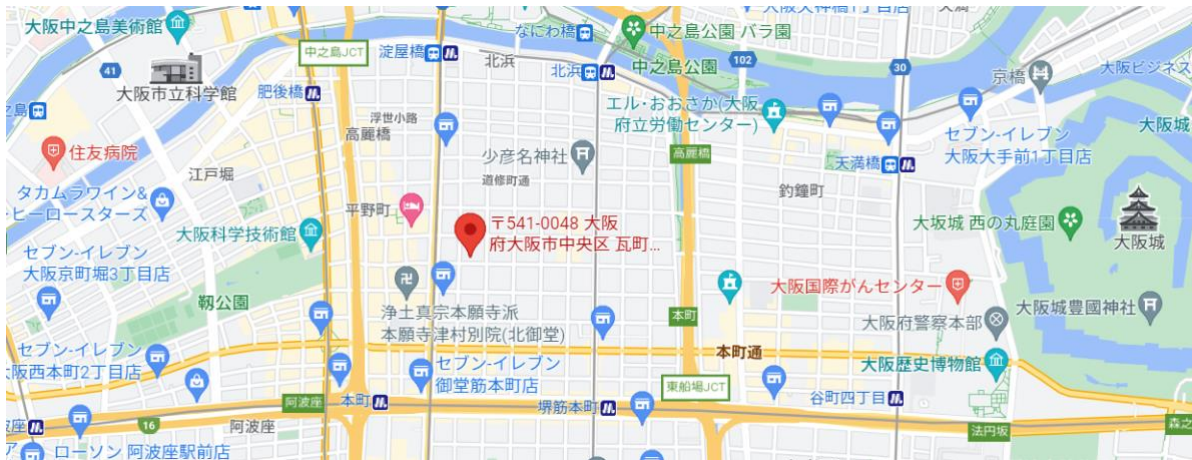 大阪中之島美術館
大阪市立科学館
中之島JCT
淀屋橋
なにわ橋
北浜
北浜
中之島公園 バラ園
中之島公園
102
30
41
京橋
大阪ビジネス
肥後橋
浮世小路
高麗橋
エル・おおさか(大阪
府立労働センター)
セブン-イレブン
大阪大手前1丁目店
大阪城
住友病院
江戸堀
少彦名神社
道修町通
高麗橋
天満橋
釣鐘町
タカムラワイン&
ヒーロースターズ
平野町
大阪科学技術館
〒541-0048 大阪
府大阪市中央区 瓦町...
大坂城 西の丸庭園
大阪城
セブン-イレブン
大阪京町堀3丁目店
靱公園
浄土真宗本願寺派
本願寺津村別院(北御堂)
本町
大阪国際がんセンター
大阪府警察本部
大阪城豊國神社
セブン-イレブン
大阪西本町2丁目店
セブン-イレブン
御堂筋本町店
本町通
大阪歴史博物館
東船場JCT
阿波座
本町
堺筋本町
谷町四丁目
法円坂
森之
16
阿波座
ローソン 阿波座駅前店